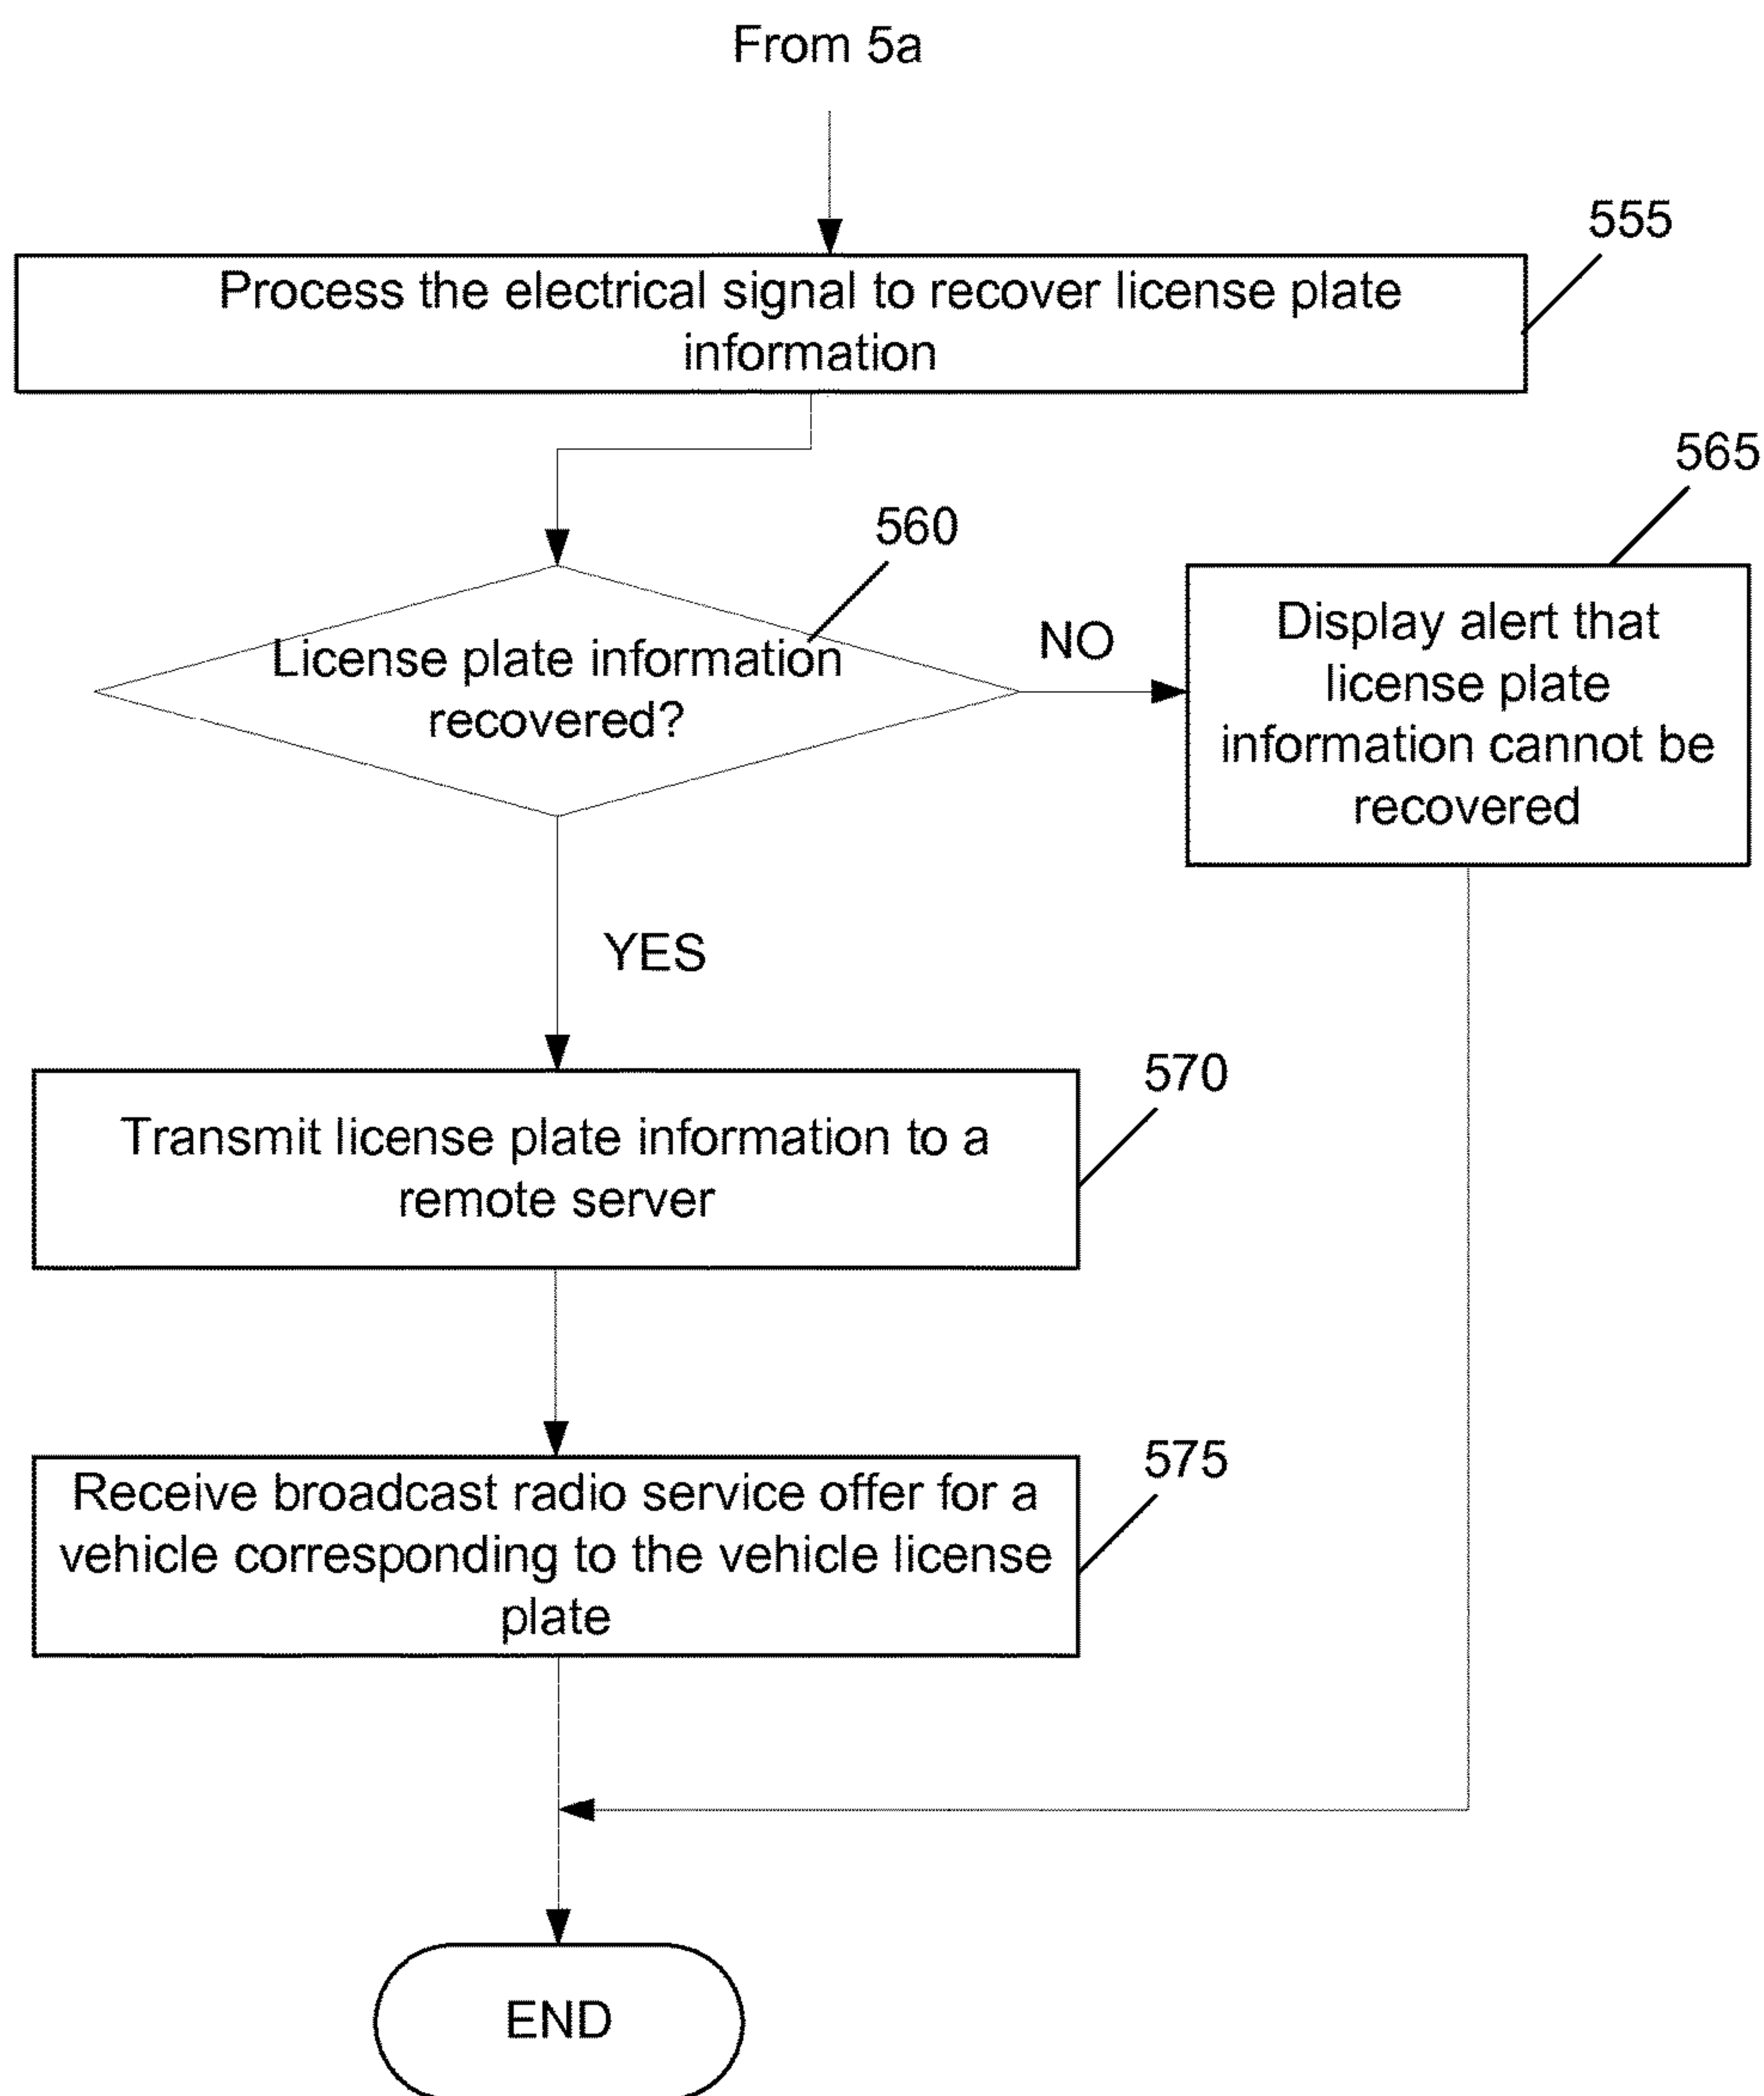 From 5a
555
Process the electrical signal to recover license plate
information
565
560
License plate information
recovered?
NO
Display alert that
license plate
information cannot be
recovered
YES
570
Transmit license plate information to a
remote server
575
Receive broadcast radio service offer for a
vehicle corresponding to the vehicle license
plate
END